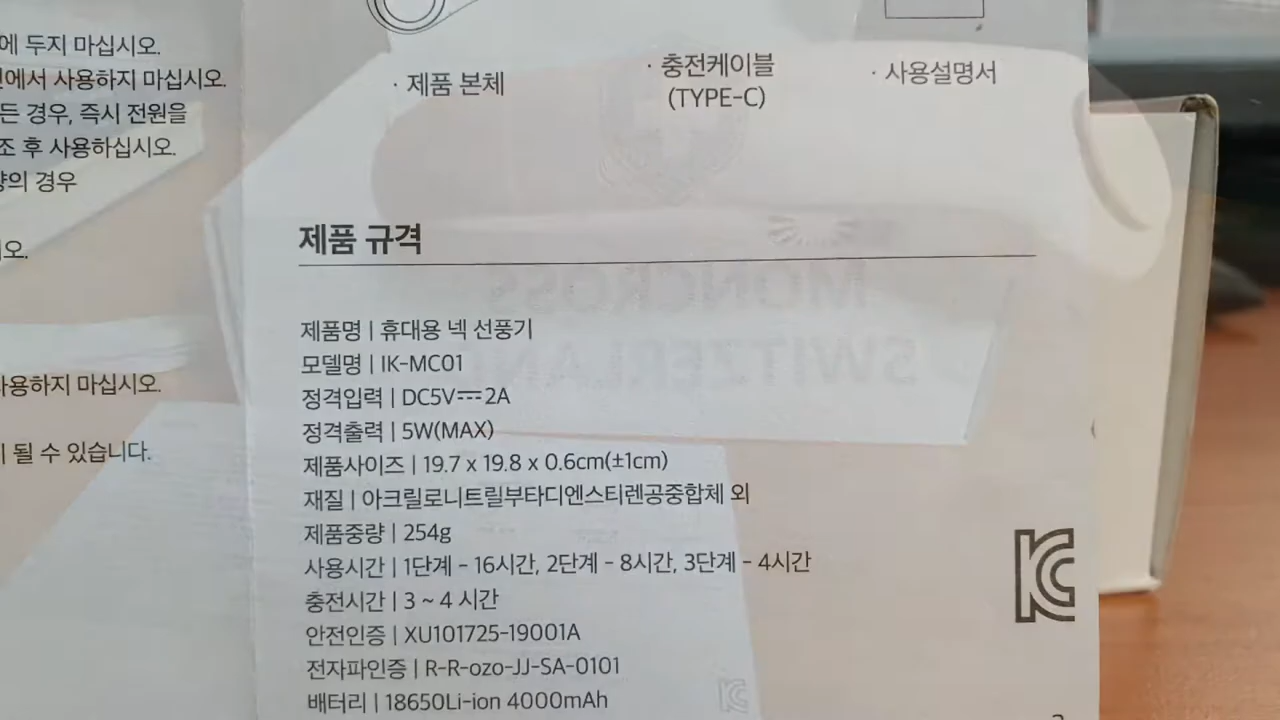 에 두지 마십시오.
에서 사용하지 마십시오.
든 경우, 즉시 전원을
조 후 사용하십시오.
의 경우
오.
사용하지 마십시오.
될 수 있습니다.
· 제품 본체
· 충전케이블
(TYPE-C)
· 사용설명서
제품 규격
MONCROSS
SWITZERLAND
제품명 | 휴대용 넥 선풍기
모델명 | IK-MC01
정격입력 | DC5V⎓2A
정격출력 | 5W(MAX)
제품사이즈 | 19.7 x 19.8 x 0.6cm(±1cm)
재질 | 아크릴로니트릴부타디엔스티렌공중합체 외
제품중량 | 254g
사용시간 | 1단계 - 16시간, 2단계 - 8시간, 3단계 - 4시간
충전시간 | 3 ~ 4 시간
안전인증 | XU101725-19001A
전자파인증 | R-R-ozo-JJ-SA-0101
배터리 | 18650Li-ion 4000mAh